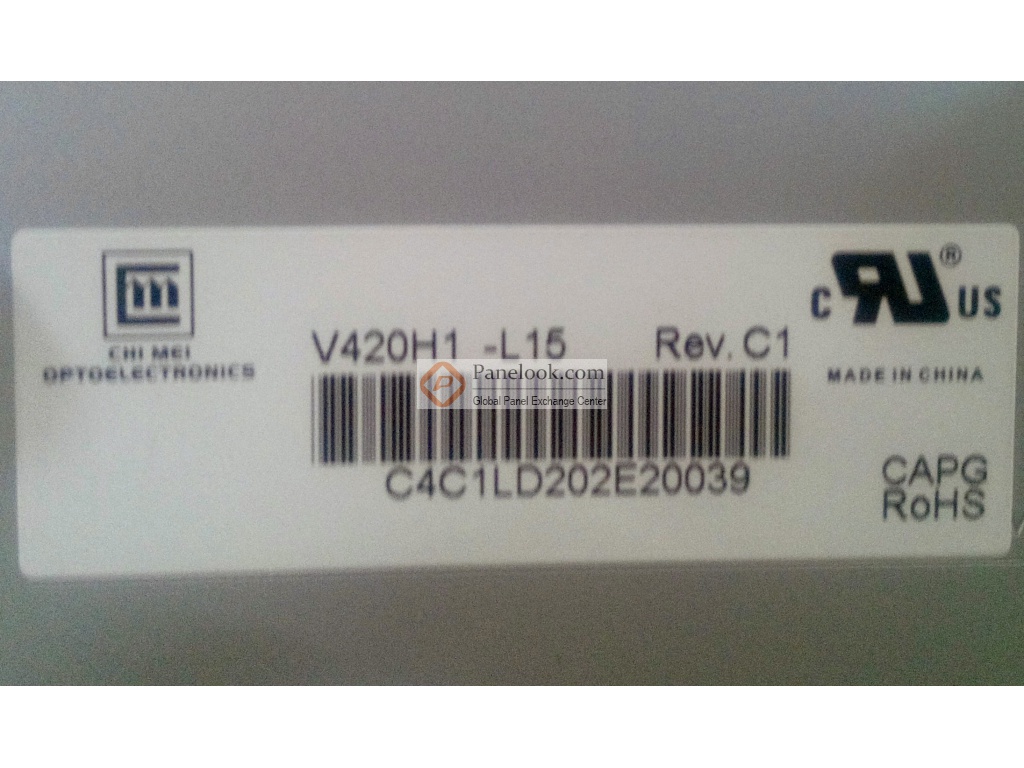 CHI MEI
OPTOELECTRONICS
V420H1 -L15 Rev. C1
C US ®
MADE IN CHINA
Panelook.com
Global Panel Exchange Center
C4C1LD202E20039
CAPG
RoHS